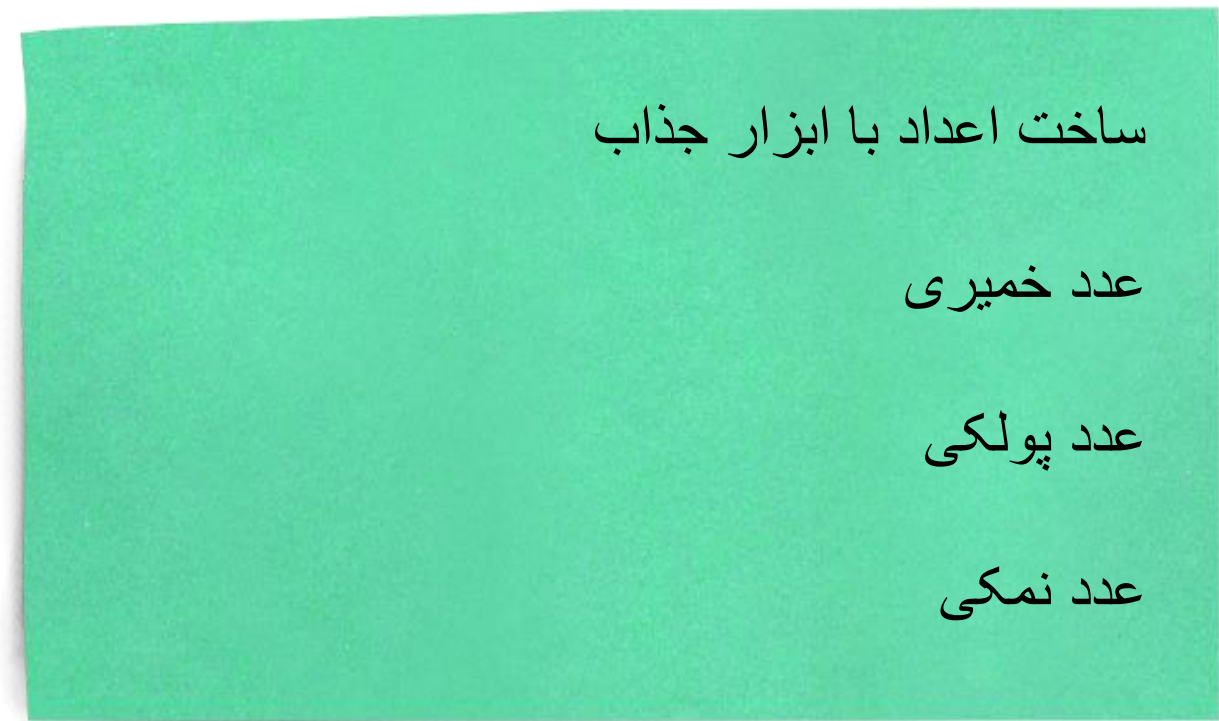 ساخت اعداد با ابزار جذاب
عدد خمیری
عدد پولکی
عدد نمکی